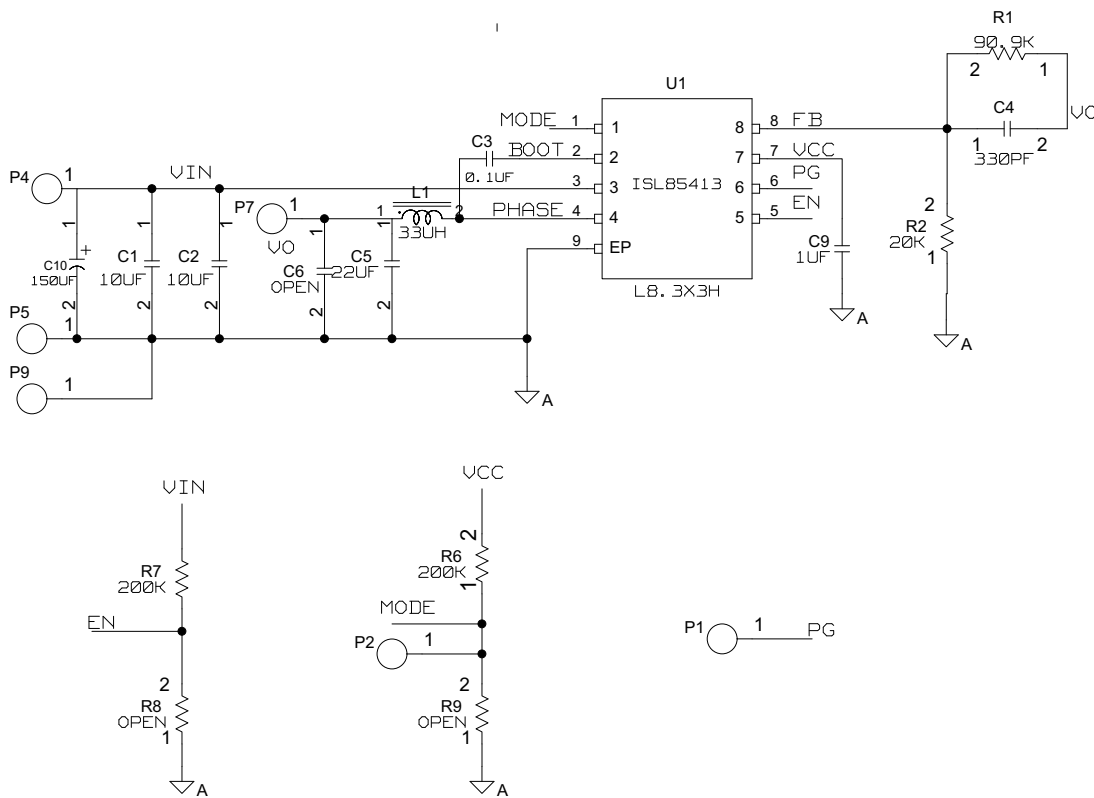 R1
90.9K
2 1
U1
C4
VO
1 2
330PF
MODE 1 1
8 8 FB
C3
BOOT 2 2
0.1UF
7 7 VCC
ISL85413
P4 1
VIN
3 3
6 6 PG
L1
P7 1
1 2
33UH
PHASE 4 4
5 5 EN
VO
9 EP
L8.3X3H
1 + C10 150UF 2
1 C1 10UF 2
1 C2 10UF 2
1 C6 OPEN 2
1 C5 22UF 2
C9
1UF
A
2
R2
20K
1
A
P5 1
P9 1
A
VIN
R7
200K
EN
2
R8
OPEN
1
A
VCC
2
R6
200K
1
MODE
P2 1
2
R9
OPEN
1
A
P1 1 PG